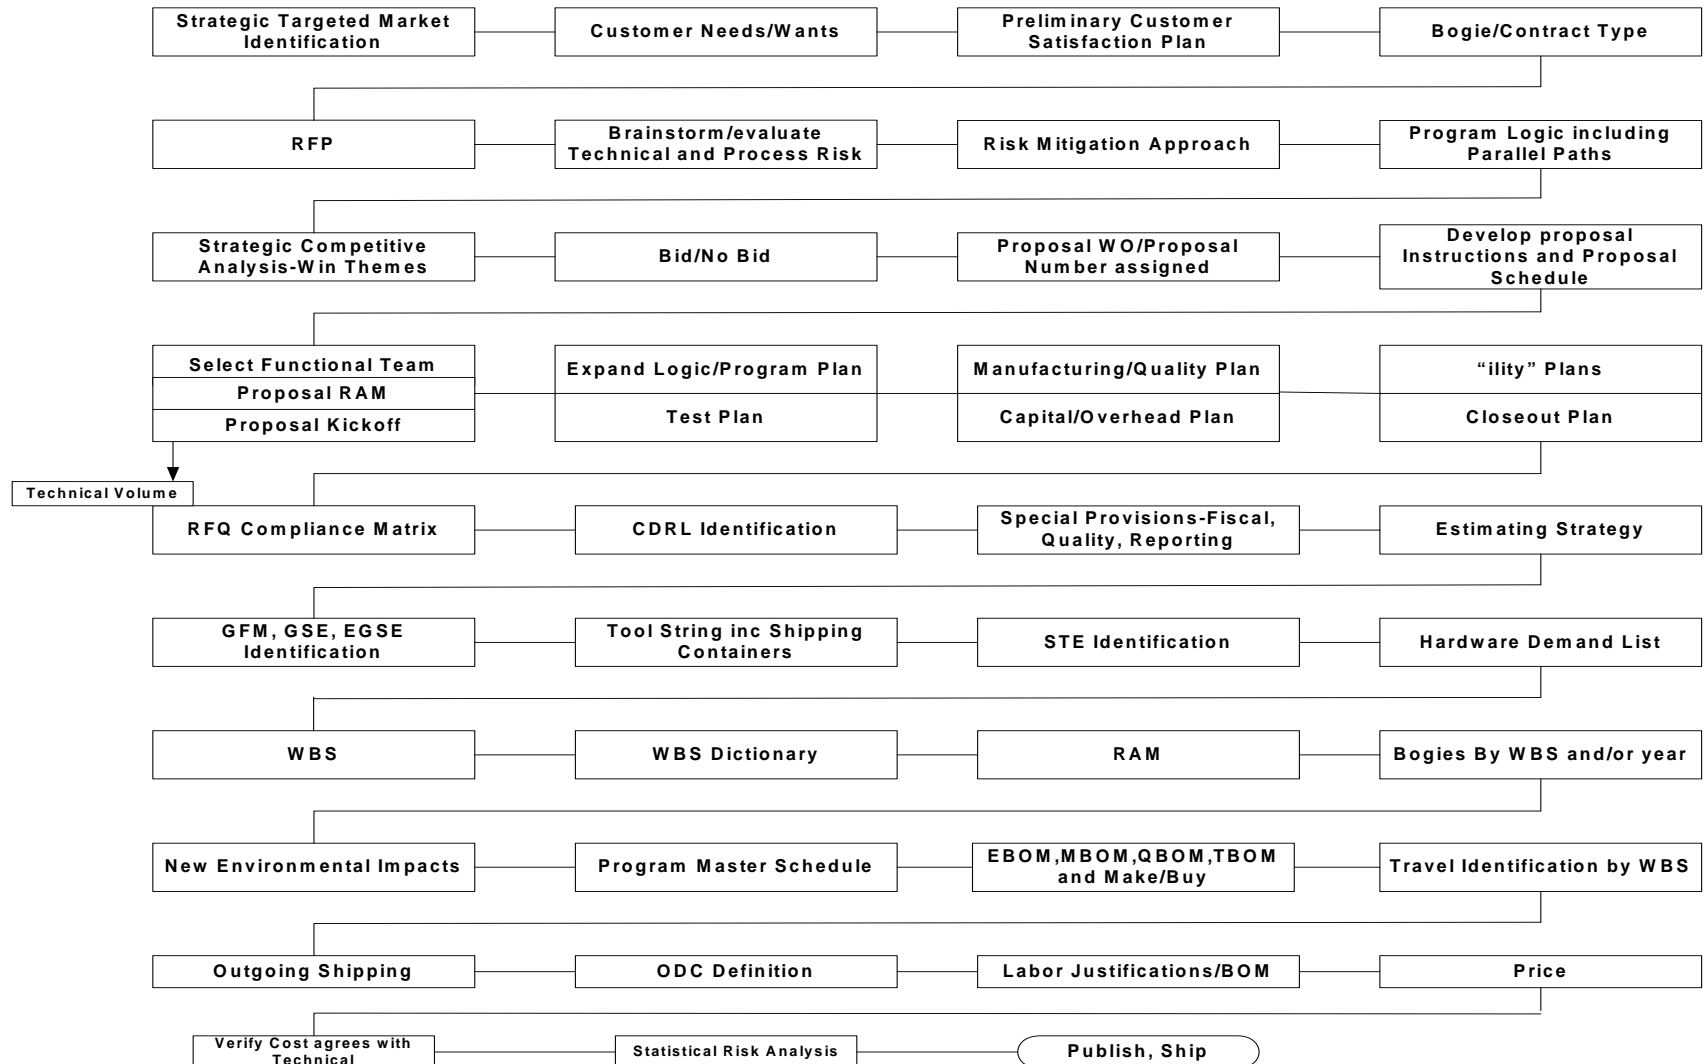 Strategic Targeted Market
Identification
Customer Needs/Wants
Preliminary Customer
Satisfaction Plan
Bogie/Contract Type
RFP
Brainstorm/evaluate
Technical and Process Risk
Risk Mitigation Approach
Program Logic including
Parallel Paths
Strategic Competitive
Analysis-Win Themes
Bid/No Bid
Proposal WO/Proposal
Number assigned
Develop proposal
Instructions and Proposal
Schedule
Select Functional Team
Proposal RAM
Proposal Kickoff
Expand Logic/Program Plan
Test Plan
Manufacturing/Quality Plan
Capital/Overhead Plan
“ility” Plans
Closeout Plan
Technical Volume
RFQ Compliance Matrix
CDRL Identification
Special Provisions-Fiscal,
Quality, Reporting
Estimating Strategy
GFM, GSE, EGSE
Identification
Tool String inc Shipping
Containers
STE Identification
Hardware Demand List
WBS
WBS Dictionary
RAM
Bogies By WBS and/or year
New Environmental Impacts
Program Master Schedule
EBOM,MBOM,QBOM,TBOM
and Make/Buy
Travel Identification by WBS
Outgoing Shipping
ODC Definition
Labor Justifications/BOM
Price
Verify Cost agrees with
Technical
Statistical Risk Analysis
Publish, Ship